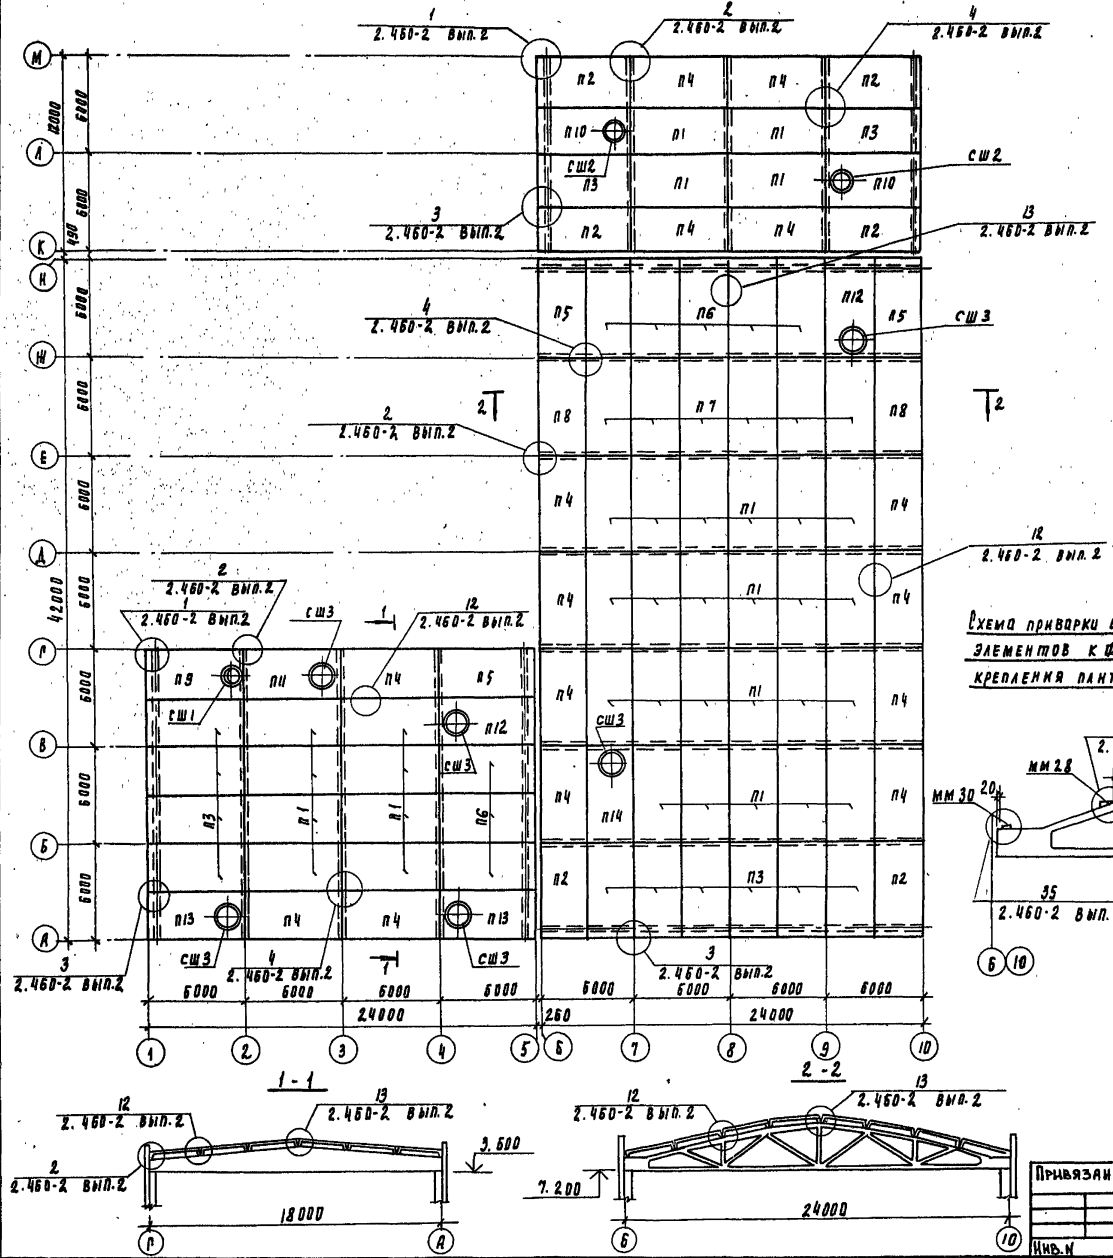 1
2.460-2 ВЫП.2
2
2.460-2 ВЫП.2
4
2.460-2 ВЫП.2
М
П2 П4 П4 П2
12000
6000
П10 П1 П1 П3
Л
СШ2
СШ2
П3 П1 П1 П10
6000
3
2.460-2 ВЫП.2
13
2.460-2 ВЫП.2
490
П2 П4 П4 П2
К
Н
6000
П5 П6 П12 П5
4
2.460-2 ВЫП.2
СШ3
Ж
6000
2 2
П8 П7 П8
2
2.460-2 ВЫП.2
Е
6000
П4 П1 П4
12
2.460-2 ВЫП.2
Д
42000
6000
2
2.460-2 ВЫП.2
1
2.460-2 ВЫП.2
СШ3
1
12
2.460-2 ВЫП.2
П4 П1 П4
СХЕМА ПРИВАРКИ
ЭЛЕМЕНТОВ К
КРЕПЛЕНИЯ ПЛИТ
Г
П9 П11 П4 П5
6000
П4 П1 П4
СШ1
СШ3
П12
СШ3
В
2.
ММ28
ММ30 20
6000
П3 П1 П1 П6
П4 П14 П1 П4
Б
6000
П2 П3 П2
35
2.460-2 ВЫП.
П13 П4 П4 П13
А
СШ3
4
2.460-2 ВЫП.2
1
СШ3
3
2.460-2 ВЫП.2
3
2.460-2 ВЫП.2
6 10
6000 6000 6000 6000 6000 6000 6000 6000
24000 260 24000
1 2 3 4 5 6 7 8 9 10
1-1
2-2
12
2.460-2 ВЫП.2
13
2.460-2 ВЫП.2
12
2.460-2 ВЫП.2
13
2.460-2 ВЫП.2
2
2.460-2 ВЫП.2
3.600
7.200
ПРИВЯЗАН
18000
24000
Г А
6 10
ИНВ.N